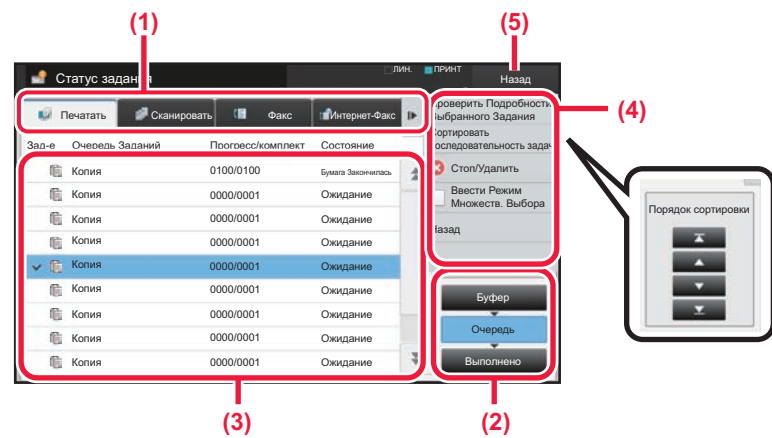 (1)
(5)
Статус задания
ЛИН.
ПРИНТ
Назад
Печатать
Сканировать
Факс
Интернет-Факс
Проверить Подробности
Выбранного Задания
(4)
Сортировать
последовательность задач
Зад-е Очередь Заданий Прогресс/комплект Состояние
Копия 0100/0100 Бумага Закончилась
Стоп/Удалить
Копия 0000/0001 Ожидание
Ввести Режим
Множеств. Выбора
Копия 0000/0001 Ожидание
Назад
Копия 0000/0001 Ожидание
Копия 0000/0001 Ожидание
Копия 0000/0001 Ожидание
Копия 0000/0001 Ожидание
Копия 0000/0001 Ожидание
Копия 0000/0001 Ожидание
Буфер
Очередь
Выполнено
Порядок сортировки
(3)
(2)